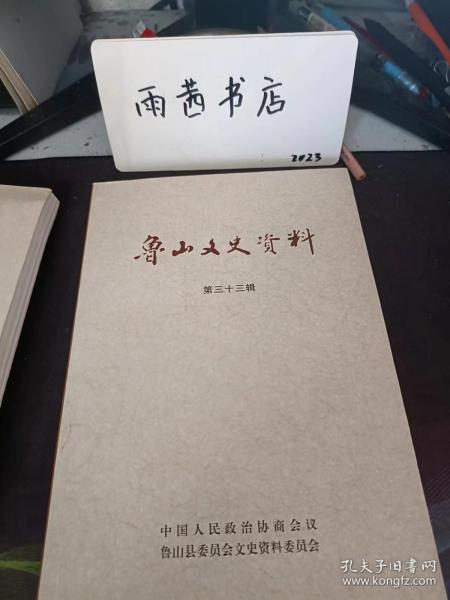 雨茜书店
2023
鲁山文史资料
第三十三辑
中国人民政治协商会议
鲁山县委员会文史资料委员会
孔夫子旧书网
www.kongfz.com